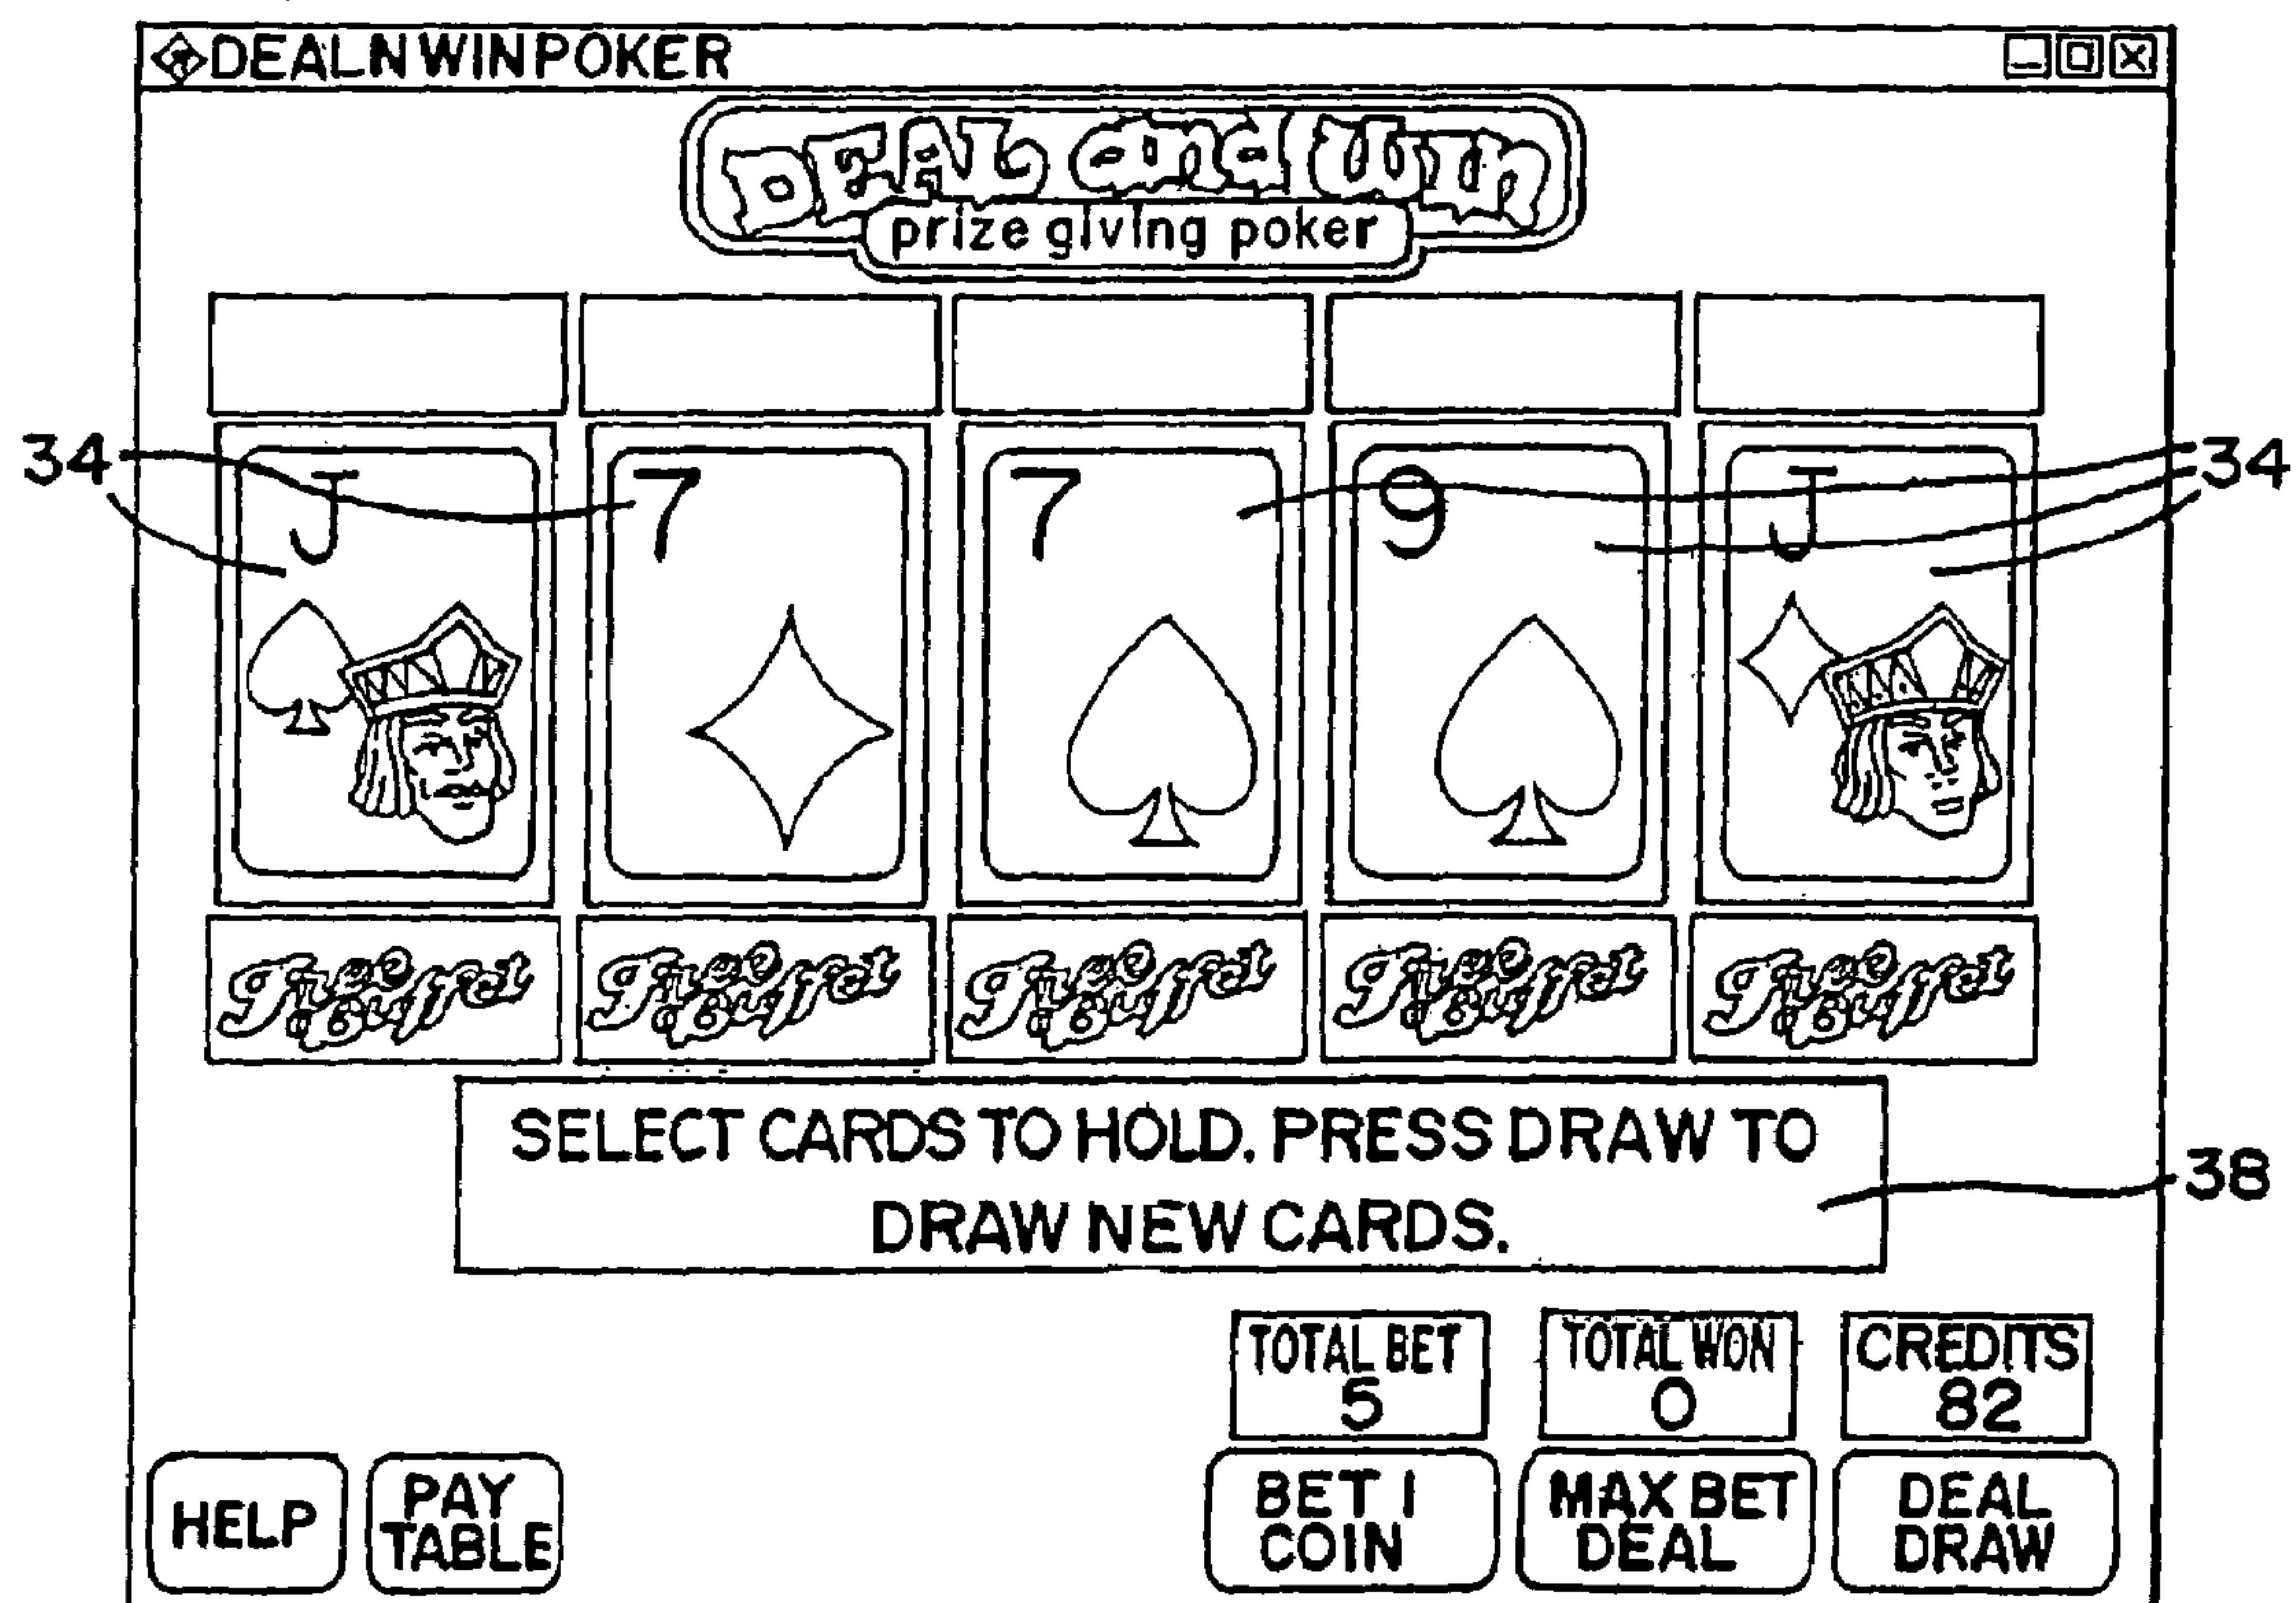 DEALNWINPOKER
DEAL and Win
prize giving poker
34
J
7
7
9
J
34
Free Buffet
Free Buffet
Free Buffet
Free Buffet
Free Buffet
SELECT CARDS TO HOLD. PRESS DRAW TO
DRAW NEW CARDS.
38
TOTAL BET
5
TOTAL WON
0
CREDITS
82
HELP
PAY
TABLE
BET 1
COIN
MAX BET
DEAL
DEAL
DRAW